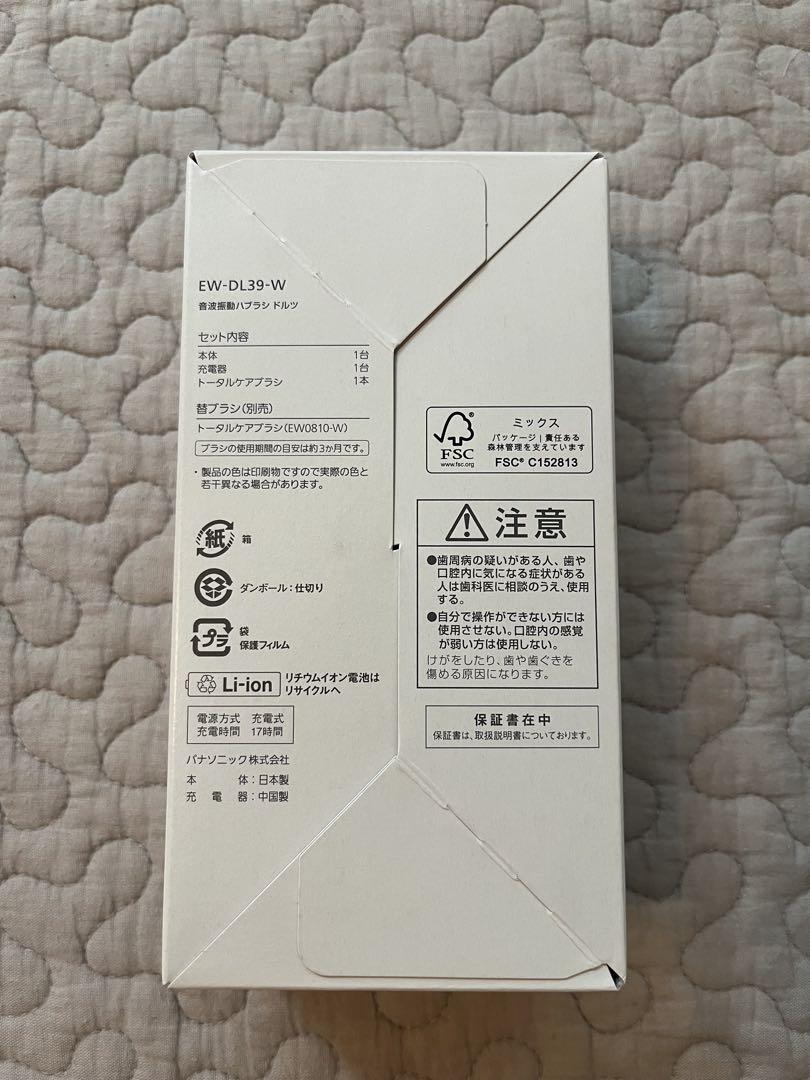 EW-DL39-W
音波振動ハブラシ ドルツ
セット内容
本体 1台
充電器 1台
トータルケアブラシ 1本
替ブラシ(別売)
トータルケアブラシ(EW0810-W)
ブラシの使用期間の目安は約3か月です。
・製品の色は印刷物ですので実際の色と
若干異なる場合があります。
紙 箱
ダンボール:仕切り
プラ 袋
保護フィルム
Li-ion リチウムイオン電池は
リサイクルへ
電源方式 充電式
充電時間 17時間
パナソニック株式会社
本体:日本製
充電器:中国製
FSC
www.fsc.org
ミックス
パッケージ|責任ある
森林管理を支えています
FSC® C152813
注意
●歯周病の疑いがある人、歯や
口腔内に気になる症状がある
人は歯科医に相談のうえ、使用
する。
●自分で操作ができない方には
使用させない。口腔内の感覚
が弱い方は使用しない。
けがをしたり、歯や歯ぐきを
傷める原因になります。
保証書在中
保証書は、取扱説明書についております。